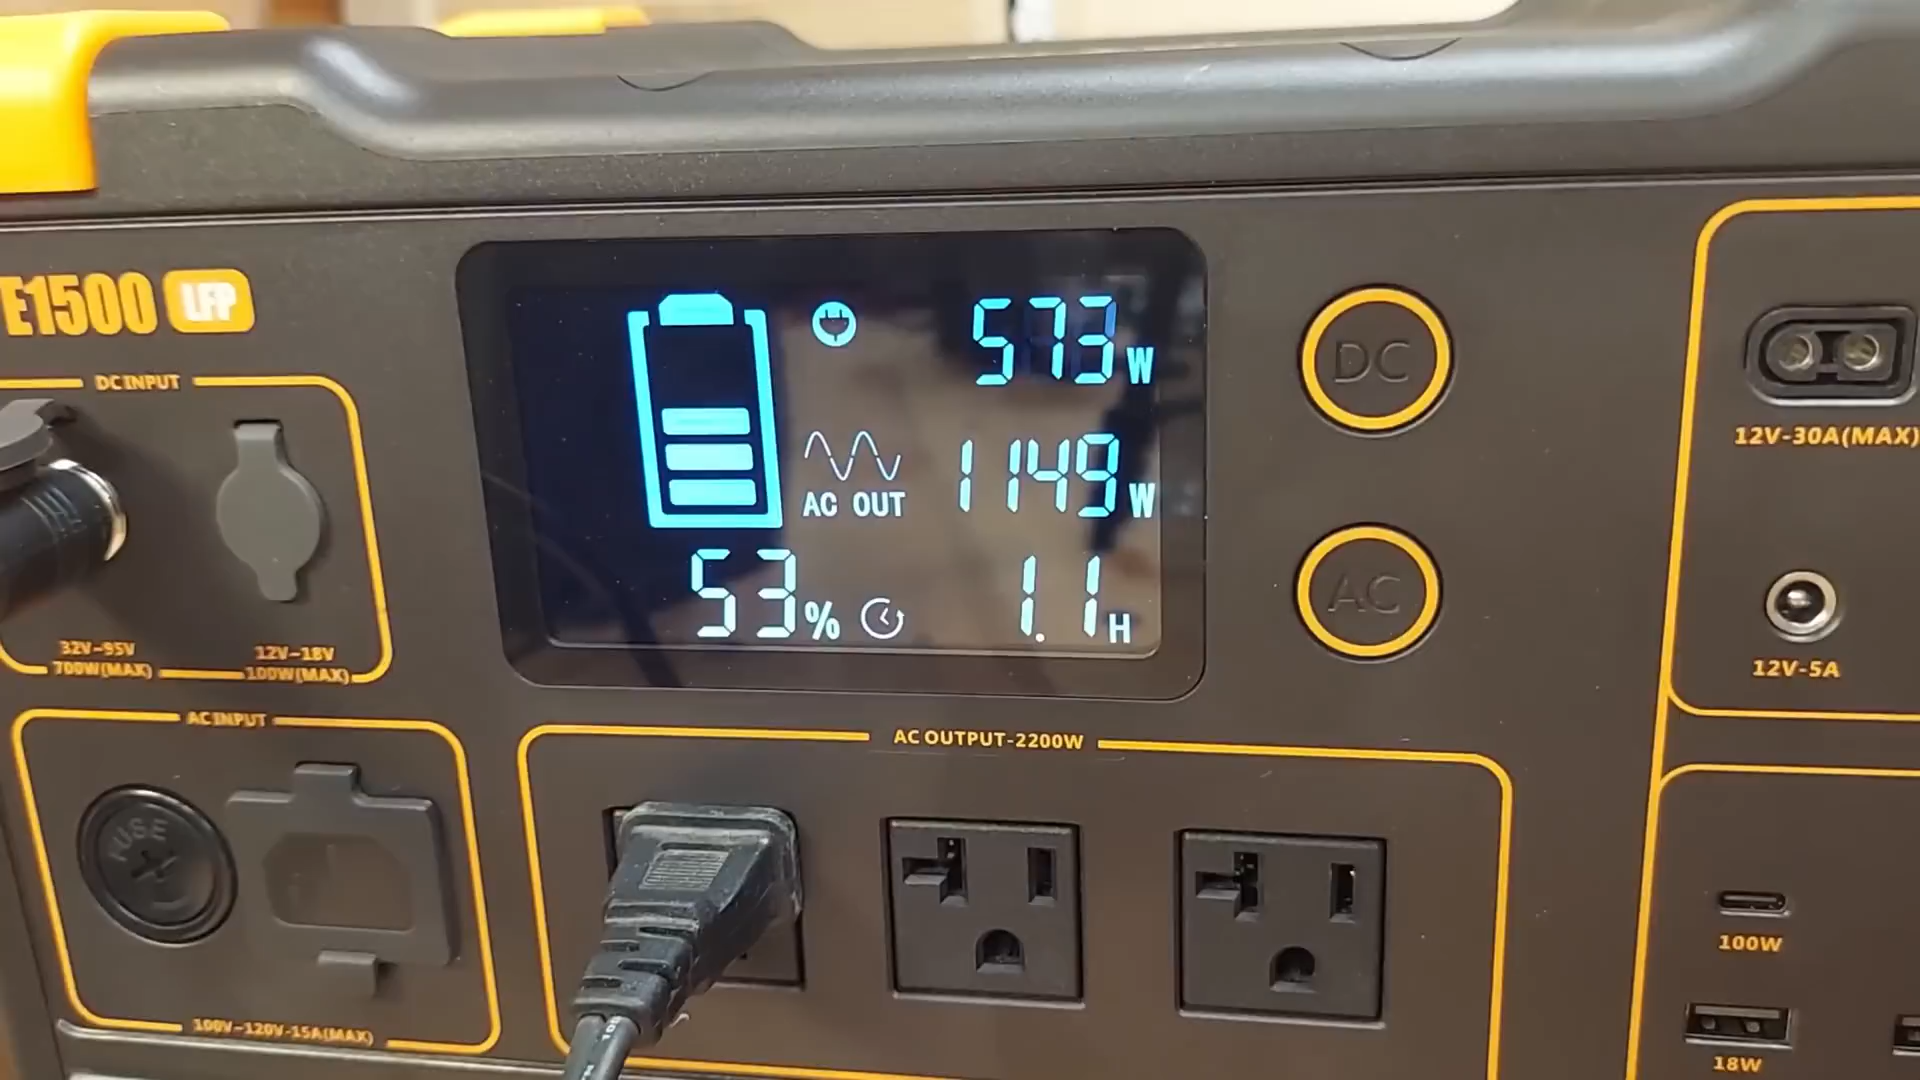 E1500 LFP
DC INPUT
32V-95V
700W(MAX)
12V-18V
100W(MAX)
AC INPUT
FUSE
100V-120V-15A(MAX)
573W
AC OUT
1149W
53%
1.1H
DC
AC
AC OUTPUT-2200W
12V-30A(MAX)
12V-5A
100W
18W